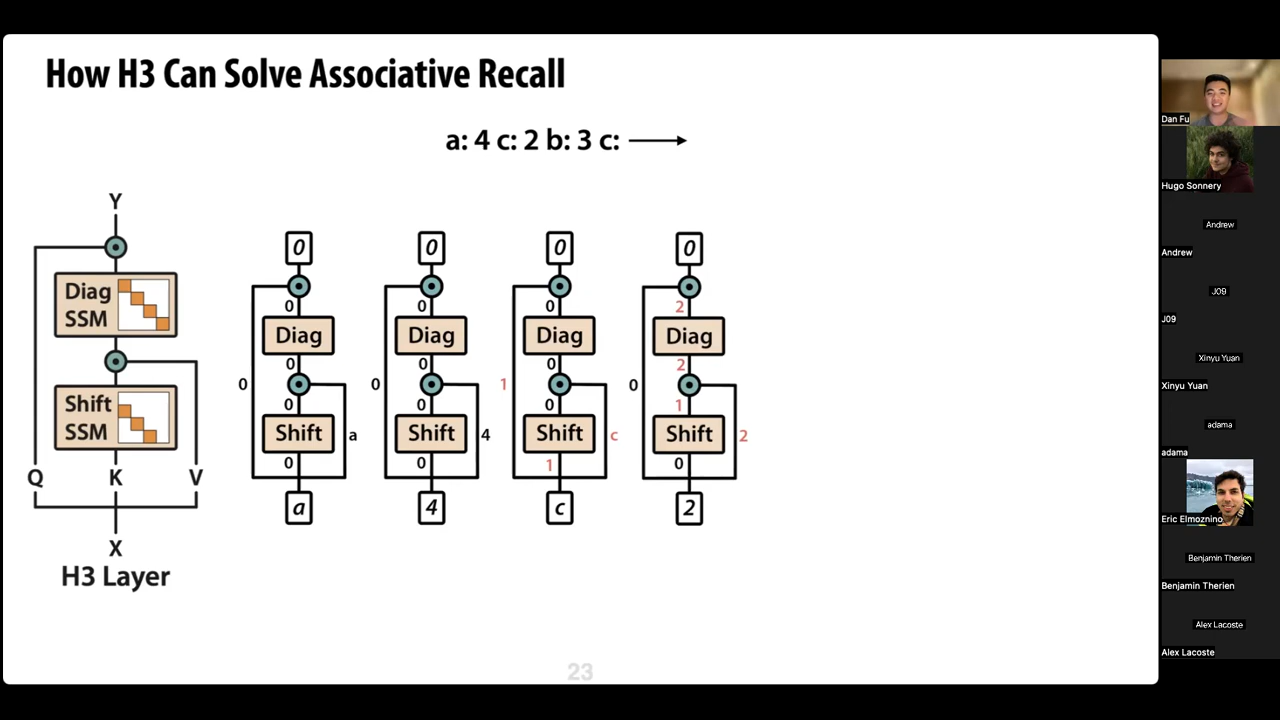 How H3 Can Solve Associative Recall
a: 4 c: 2 b: 3 c:
Y
Diag
SSM
Shift
SSM
Q K V
X
H3 Layer
0
0
Diag
0
0
0
Shift a
0
a
0
0
Diag
0
0
0
Shift 4
0
4
0
0
Diag
0
1
0
Shift c
1
c
0
2
Diag
2
0
1
Shift 2
0
2
23
Dan Fu
Hugo Sonnery
Andrew
Andrew
J09
J09
Xinyu Yuan
Xinyu Yuan
adama
adama
Eric Elmoznino
Benjamin Therien
Benjamin Therien
Alex Lacoste
Alex Lacoste